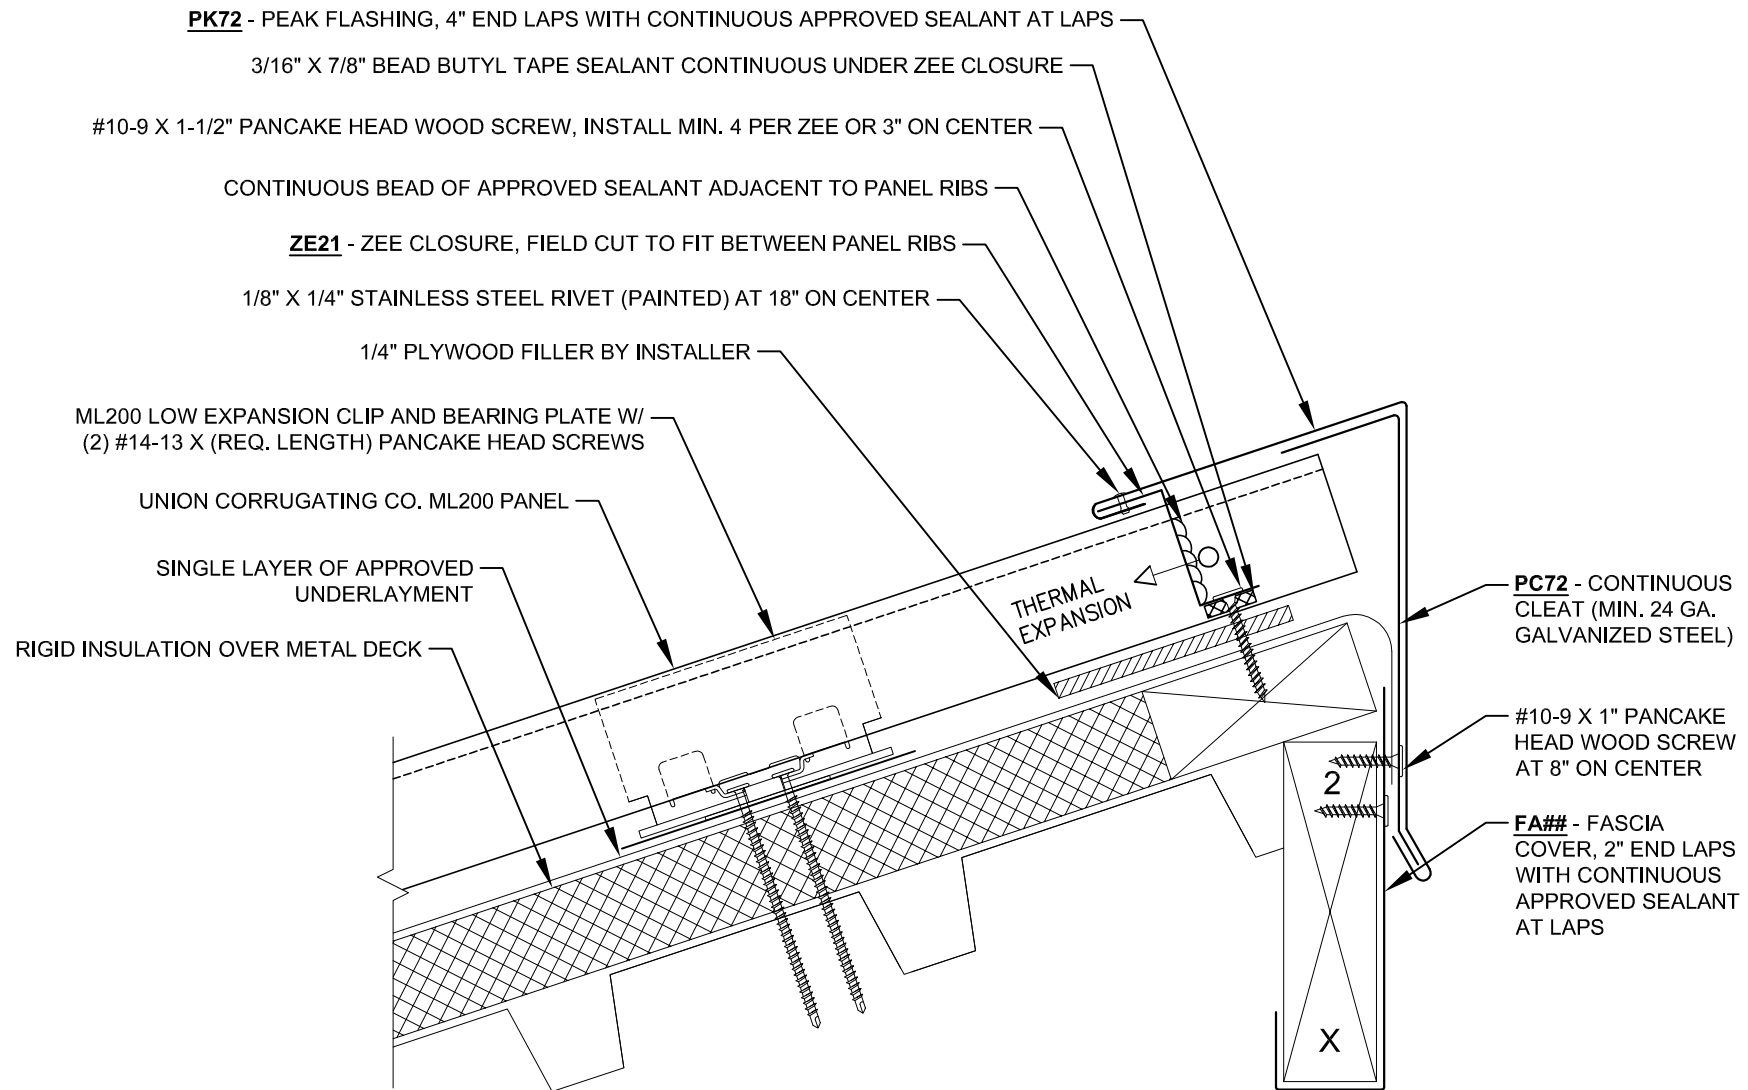 PK72 - PEAK FLASHING, 4" END LAPS WITH CONTINUOUS APPROVED SEALANT AT LAPS
3/16" X 7/8" BEAD BUTYL TAPE SEALANT CONTINUOUS UNDER ZEE CLOSURE
#10-9 X 1-1/2" PANCAKE HEAD WOOD SCREW, INSTALL MIN. 4 PER ZEE OR 3" ON CENTER
CONTINUOUS BEAD OF APPROVED SEALANT ADJACENT TO PANEL RIBS
ZE21 - ZEE CLOSURE, FIELD CUT TO FIT BETWEEN PANEL RIBS
1/8" X 1/4" STAINLESS STEEL RIVET (PAINTED) AT 18" ON CENTER
1/4" PLYWOOD FILLER BY INSTALLER
ML200 LOW EXPANSION CLIP AND BEARING PLATE W/
(2) #14-13 X (REQ. LENGTH) PANCAKE HEAD SCREWS
UNION CORRUGATING CO. ML200 PANEL
SINGLE LAYER OF APPROVED
UNDERLAYMENT
RIGID INSULATION OVER METAL DECK
THERMAL
EXPANSION
PC72 - CONTINUOUS
CLEAT (MIN. 24 GA.
GALVANIZED STEEL)
#10-9 X 1" PANCAKE
HEAD WOOD SCREW
AT 8" ON CENTER
FA## - FASCIA
COVER, 2" END LAPS
WITH CONTINUOUS
APPROVED SEALANT
AT LAPS
2
X